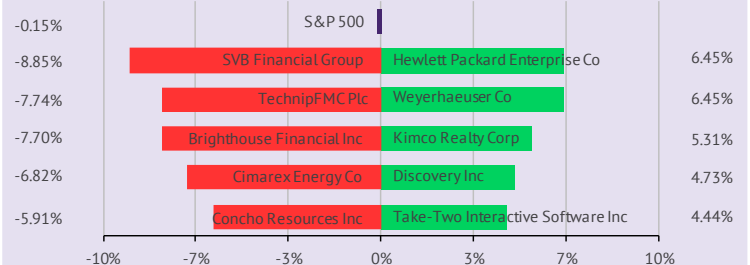 -0.15% S&P 500
-8.85% SVB Financial Group Hewlett Packard Enterprise Co 6.45%
-7.74% TechnipFMC Plc Weyerhaeuser Co 6.45%
-7.70% Brighthouse Financial Inc Kimco Realty Corp 5.31%
-6.82% Cimarex Energy Co Discovery Inc 4.73%
-5.91% Concho Resources Inc Take-Two Interactive Software Inc 4.44%
-10% -7% -3% 0% 3% 7% 10%